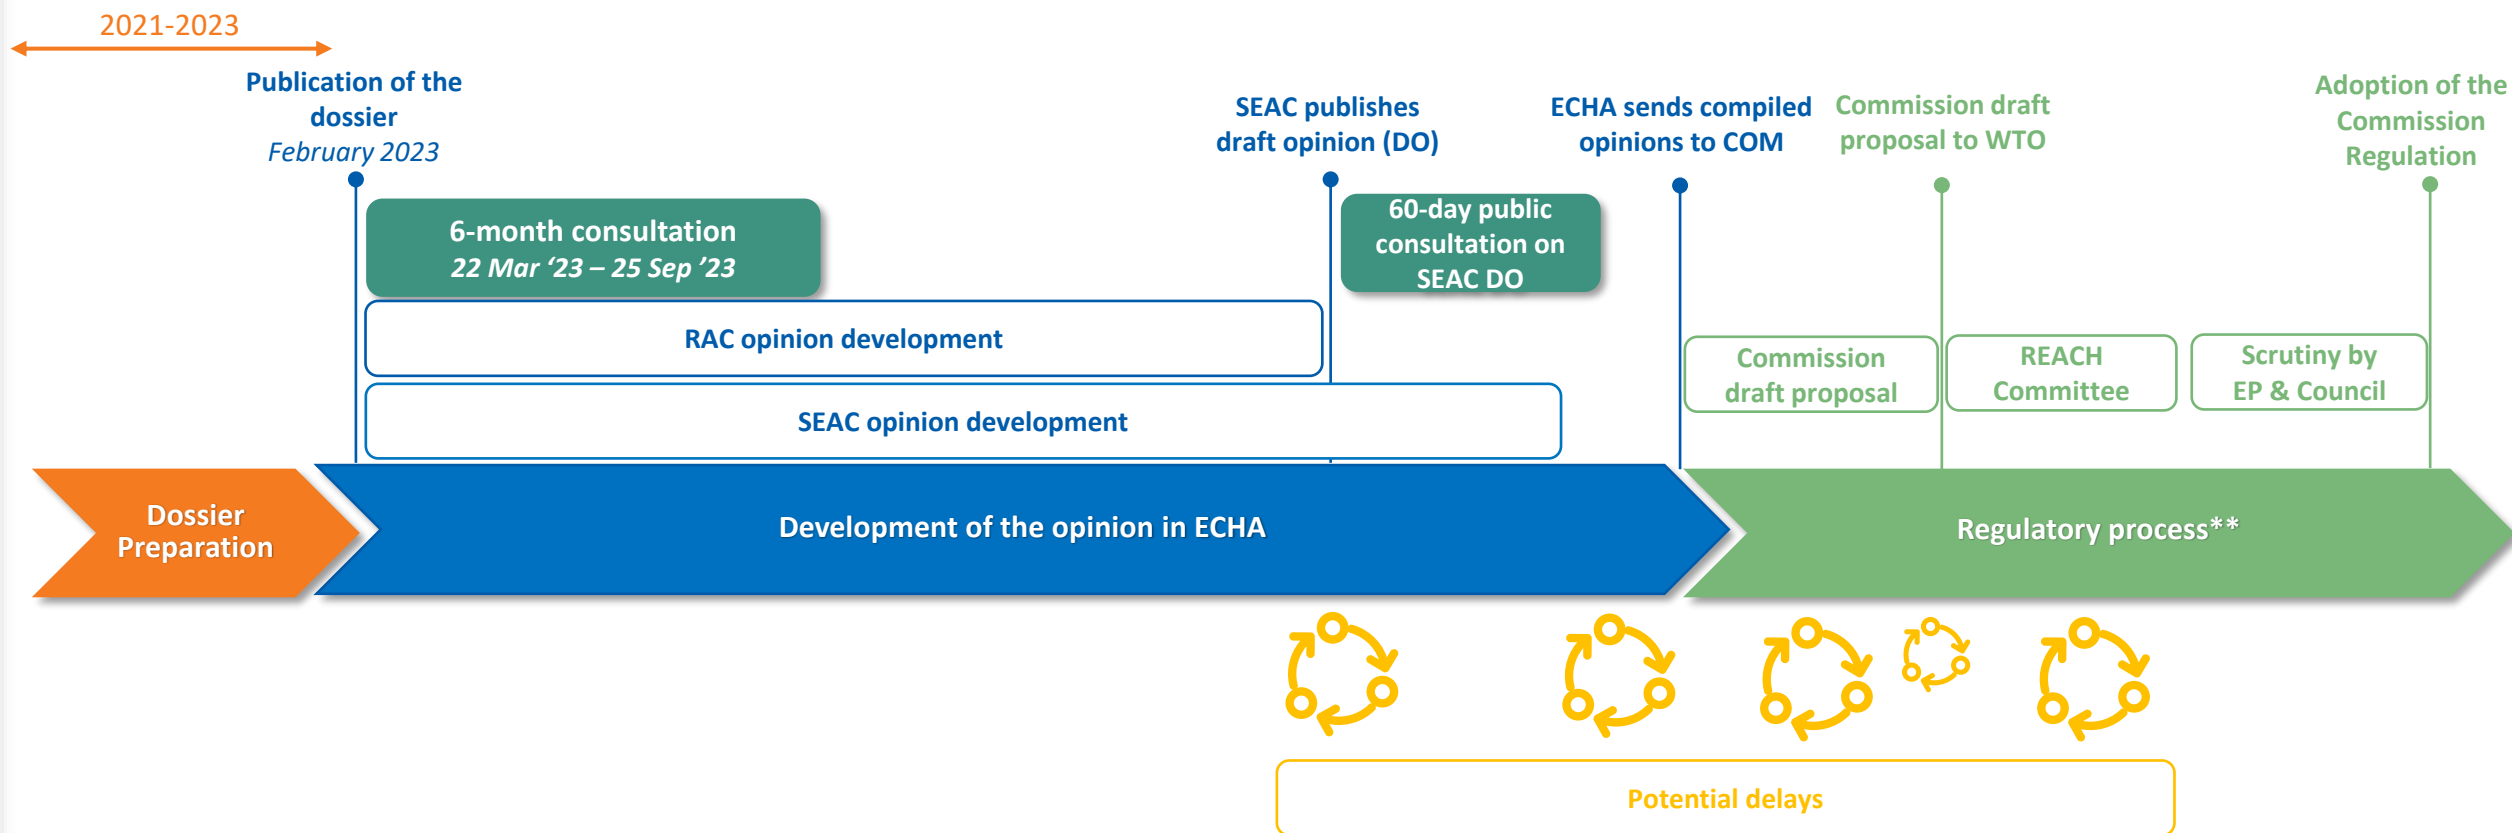 2021-2023
Publication of the
dossier
February 2023
SEAC publishes
draft opinion (DO)
ECHA sends compiled
opinions to COM
Commission draft
proposal to WTO
Adoption of the
Commission
Regulation
6-month consultation
22 Mar ‘23 – 25 Sep ’23
60-day public
consultation on
SEAC DO
RAC opinion development
SEAC opinion development
Commission
draft proposal
REACH
Committee
Scrutiny by
EP & Council
Dossier
Preparation
Development of the opinion in ECHA
Regulatory process**
Potential delays